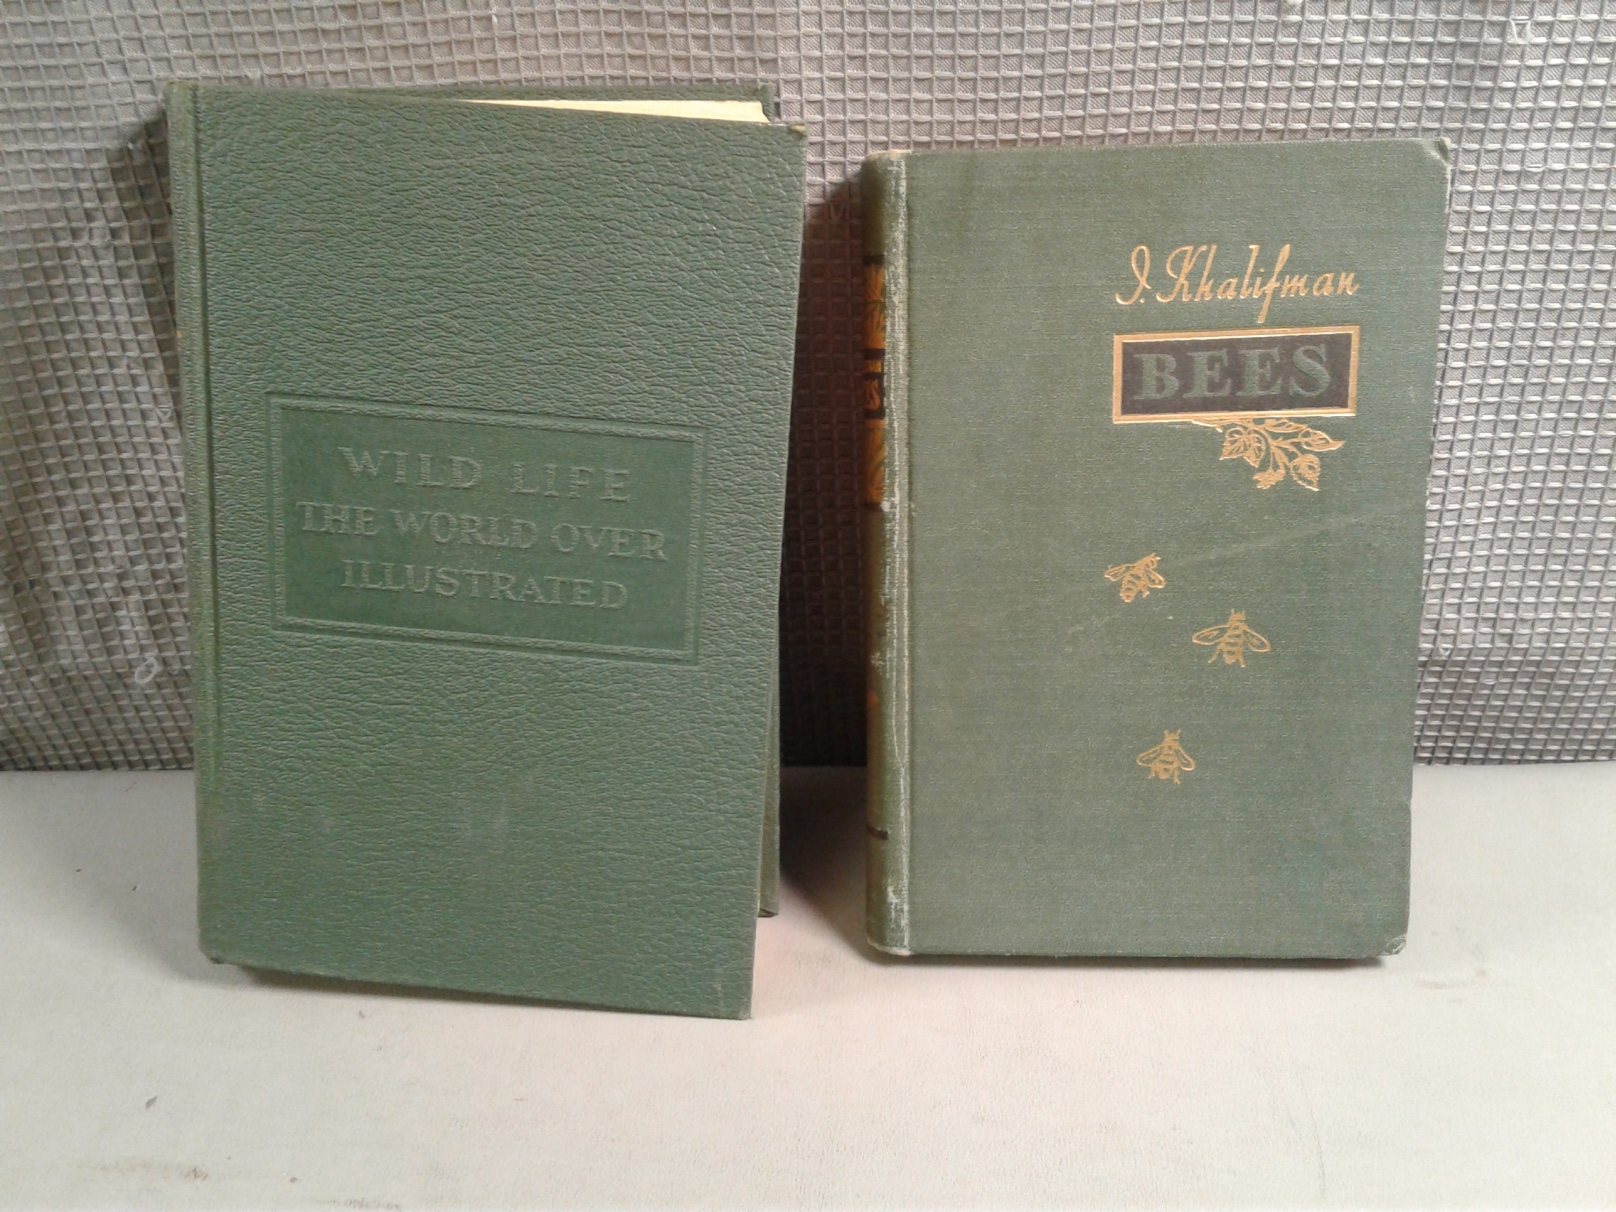 WILD LIFE
THE WORLD OVER
ILLUSTRATED
I. Khalifman
BEES